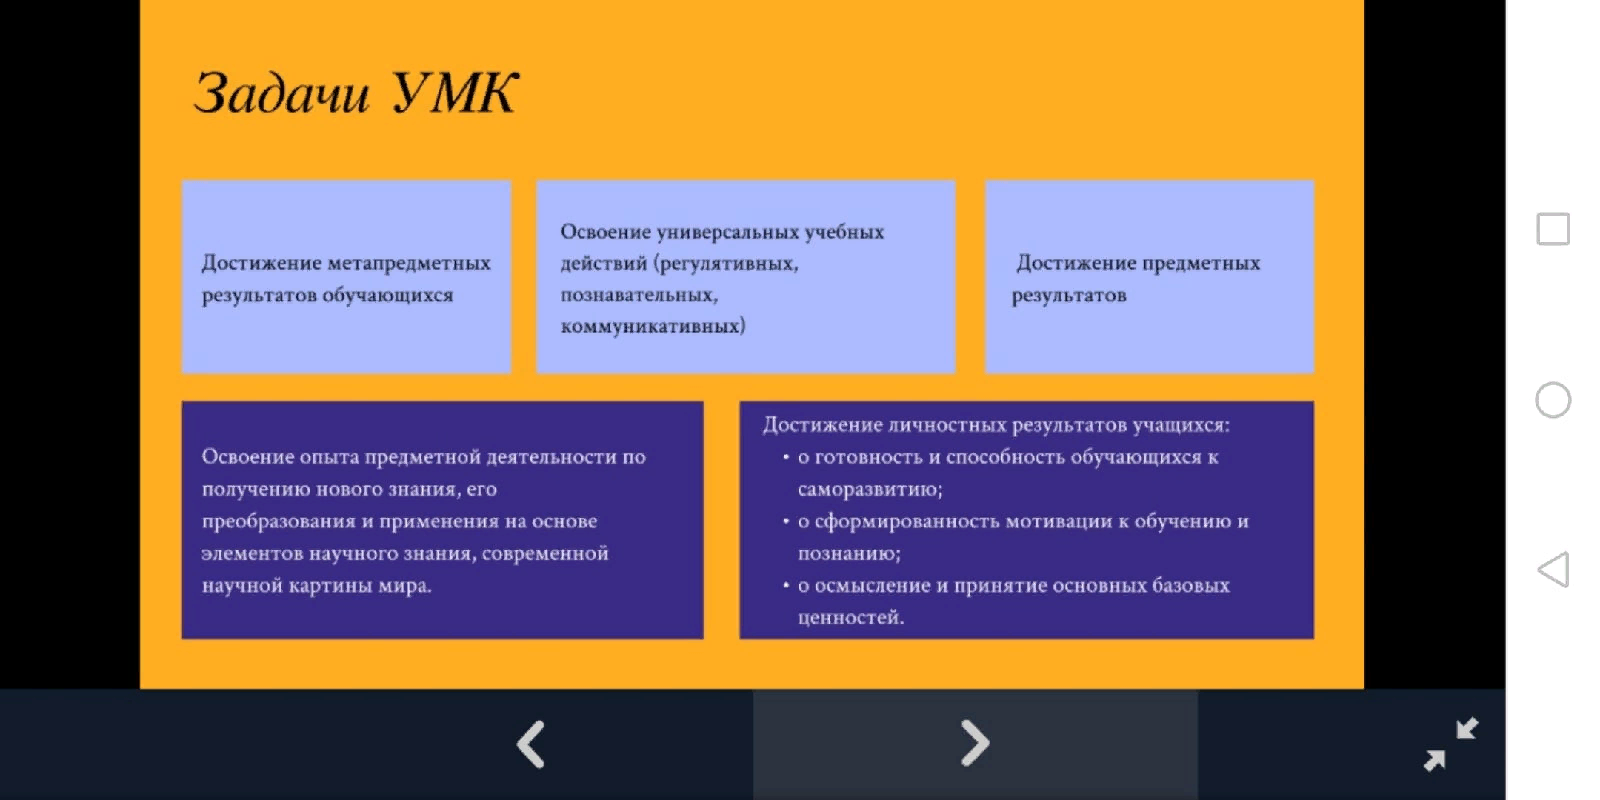 Задачи УМК
Достижение метапредметных
результатов обучающихся
Освоение универсальных учебных
действий (регулятивных,
познавательных,
коммуникативных)
Достижение предметных
результатов
Освоение опыта предметной деятельности по
получению нового знания, его
преобразования и применения на основе
элементов научного знания, современной
научной картины мира.
Достижение личностных результатов учащихся:
• о готовность и способность обучающихся к
саморазвитию;
• о сформированность мотивации к обучению и
познанию;
• о осмысление и принятие основных базовых
ценностей.